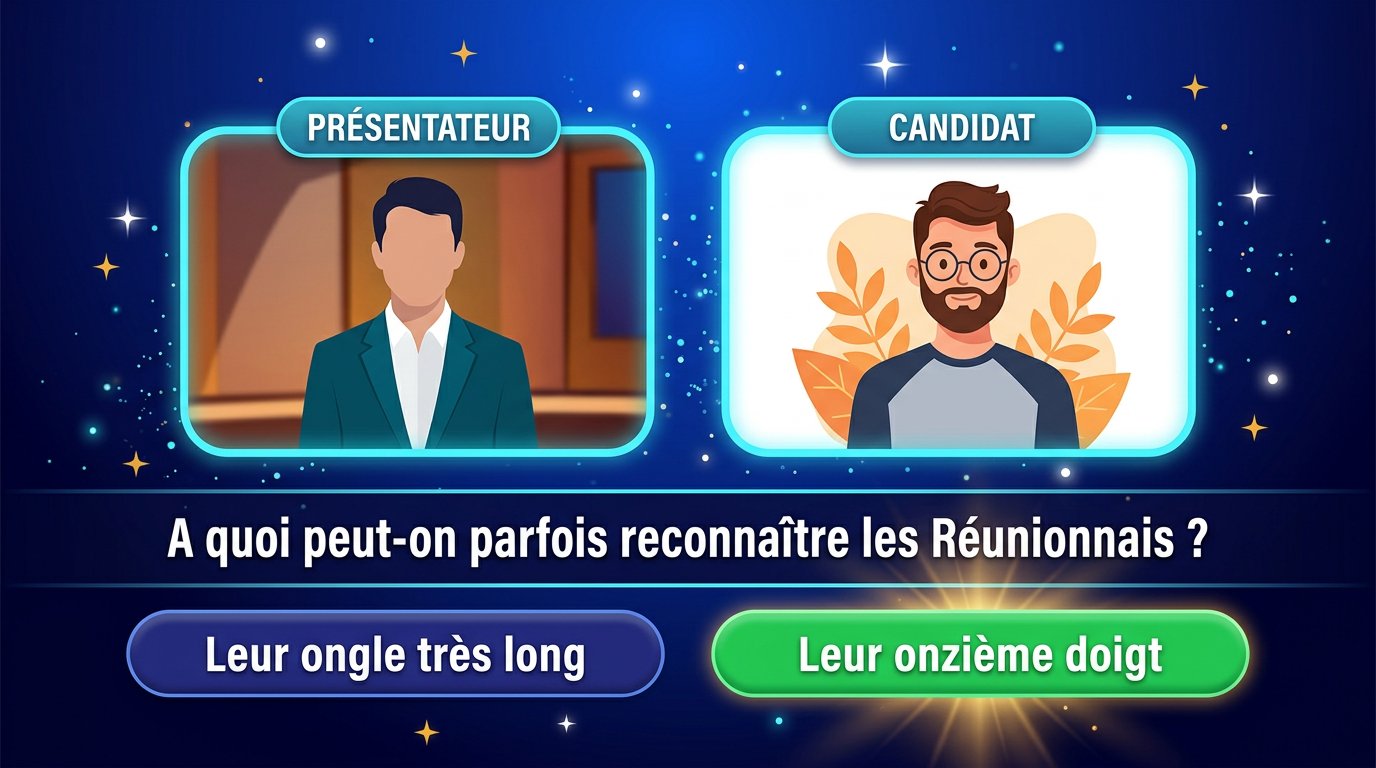 PRÉSENTATEUR
CANDIDAT
A quoi peut-on parfois reconnaître les Réunionnais ?
Leur ongle très long
Leur onzième doigt